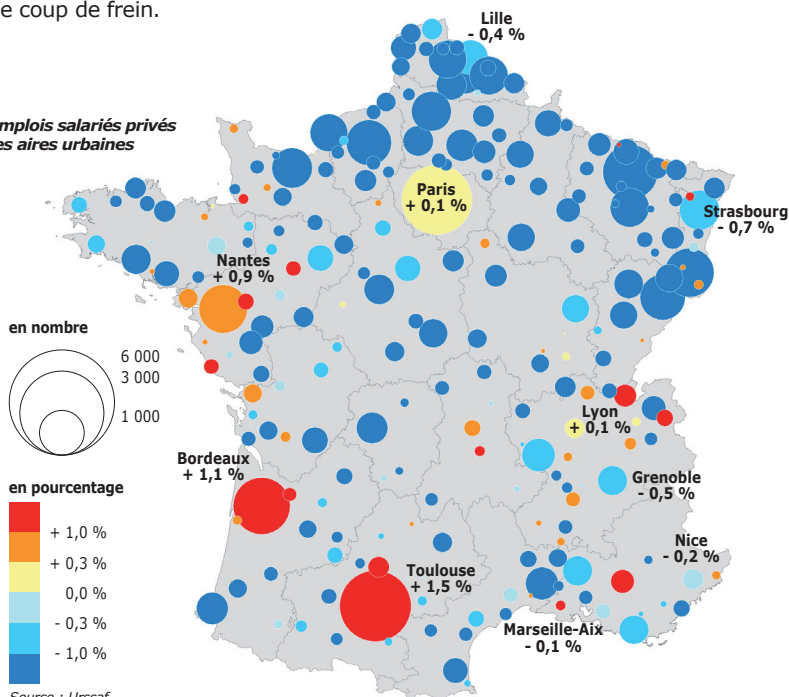 e coup de frein.
mplois salariés privés
es aires urbaines
Lille
- 0,4 %
Paris
+ 0,1 %
Strasbourg
- 0,7 %
Nantes
+ 0,9 %
en nombre
6 000
3 000
1 000
Lyon
+ 0,1 %
Bordeaux
+ 1,1 %
Grenoble
- 0,5 %
en pourcentage
+ 1,0 %
+ 0,3 %
0,0 %
- 0,3 %
- 1,0 %
Nice
- 0,2 %
Toulouse
+ 1,5 %
Marseille-Aix
- 0,1 %
Source : Urssaf